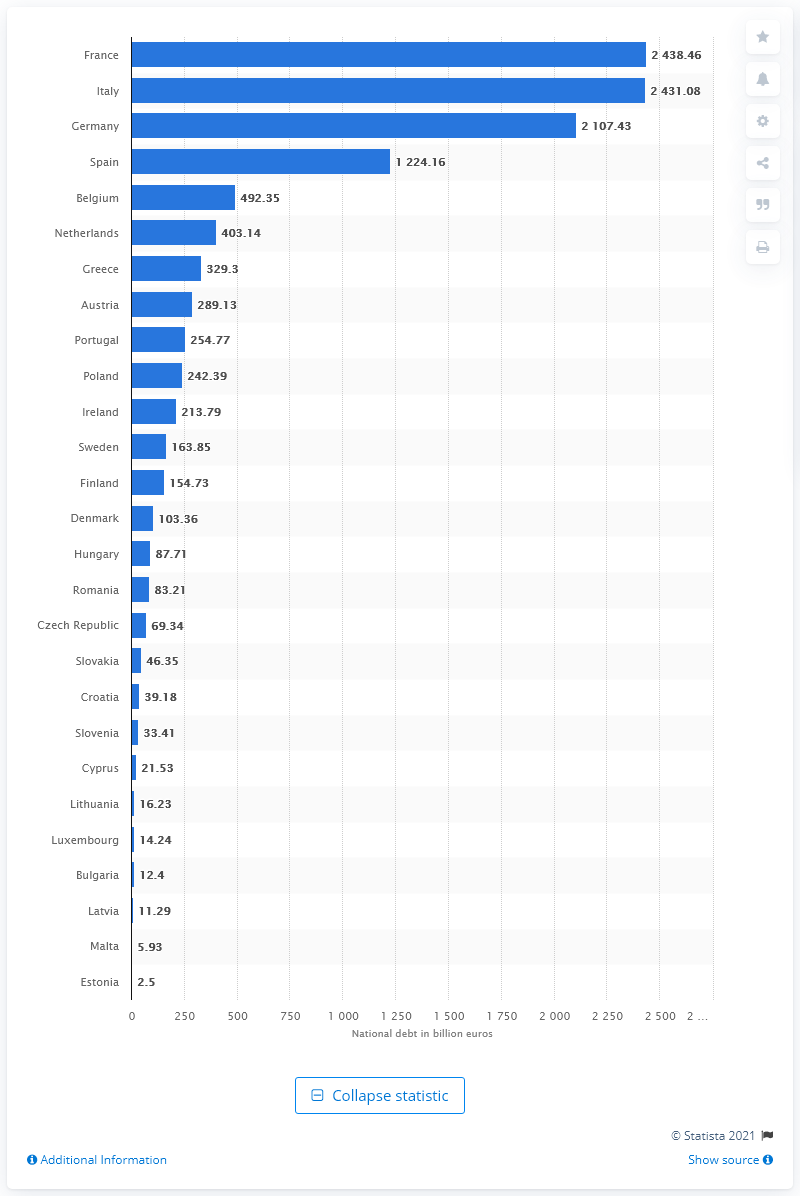 France 2 438.46
Italy 2 431.08
Germany 2 107.43
Spain 1 224.16
Belgium 492.35
Netherlands 403.14
Greece 329.3
Austria 289.13
Portugal 254.77
Poland 242.39
Ireland 213.79
Sweden 163.85
Finland 154.73
Denmark 103.36
Hungary 87.71
Romania 83.21
Czech Republic 69.34
Slovakia 46.35
Croatia 39.18
Slovenia 33.41
Cyprus 21.53
Lithuania 16.23
Luxembourg 14.24
Bulgaria 12.4
Latvia 11.29
Malta 5.93
Estonia 2.5
0 250 500 750 1 000 1 250 1 500 1 750 2 000 2 250 2 500 2 ...
National debt in billion euros
Collapse statistic
© Statista 2021
Additional Information Show source